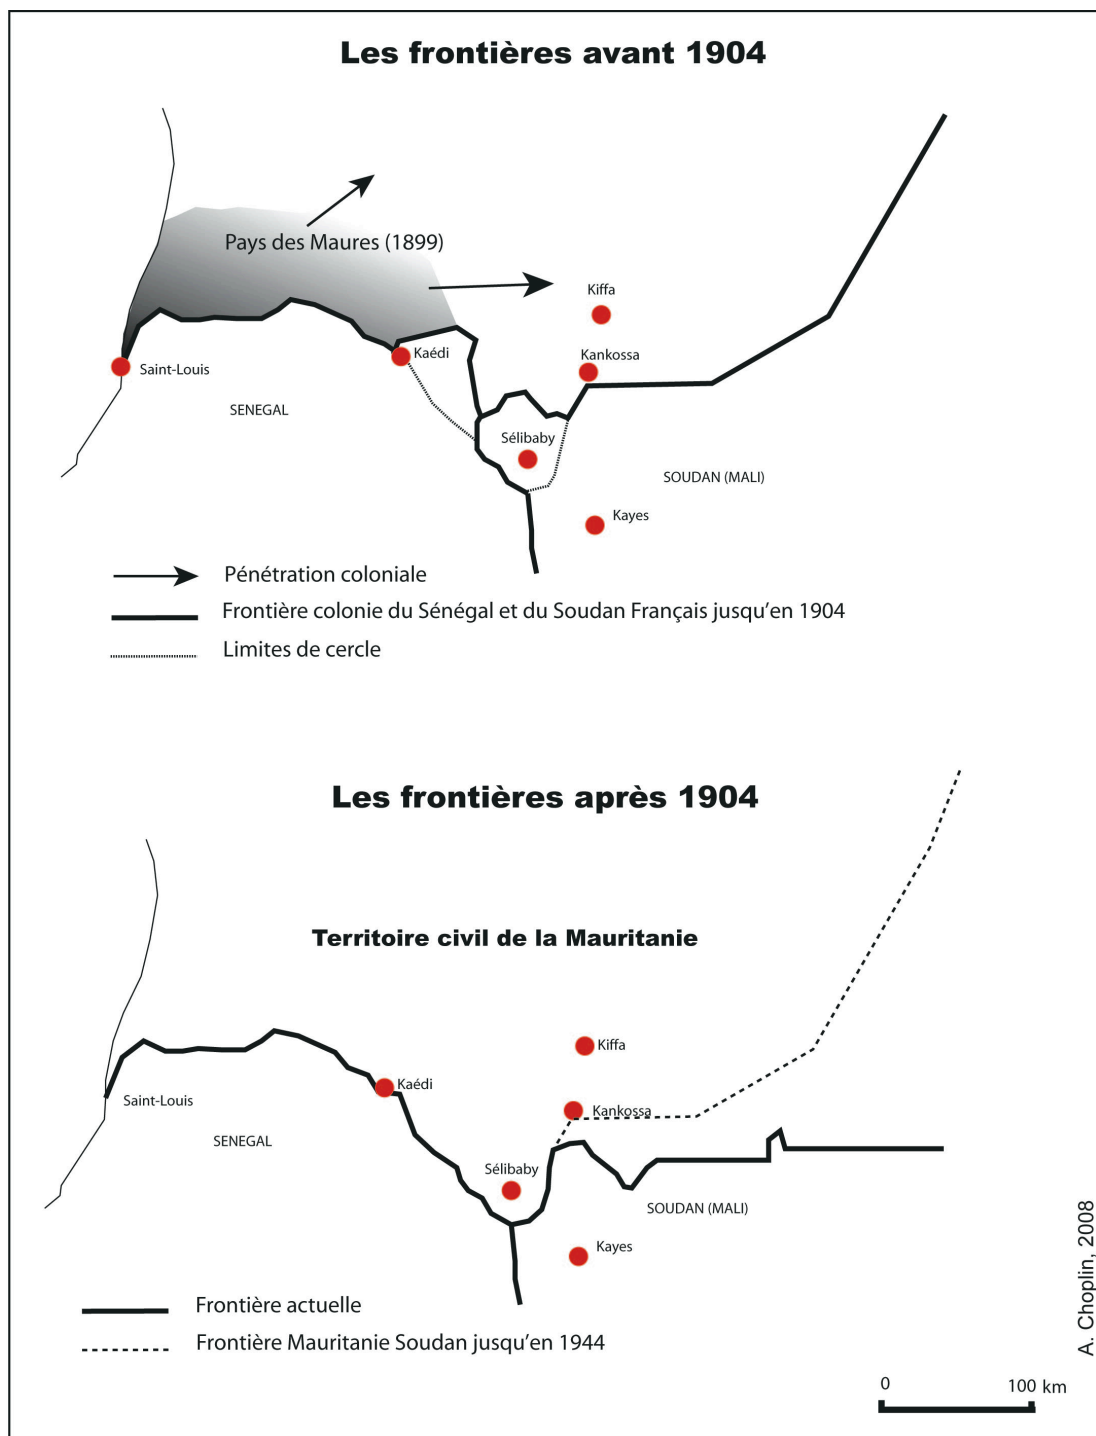 Les frontières avant 1904
Pays des Maures (1899)
Kiffa
Kaédi
Kankossa
Saint-Louis
SENEGAL
Sélibaby
SOUDAN (MALI)
Kayes
Pénétration coloniale
Frontière colonie du Sénégal et du Soudan Français jusqu'en 1904
Limites de cercle
Les frontières après 1904
Territoire civil de la Mauritanie
Kiffa
Kaédi
Saint-Louis
Kankossa
SENEGAL
Sélibaby
SOUDAN (MALI)
Kayes
Frontière actuelle
Frontière Mauritanie Soudan jusqu'en 1944
A. Choplin, 2008
0 100 km